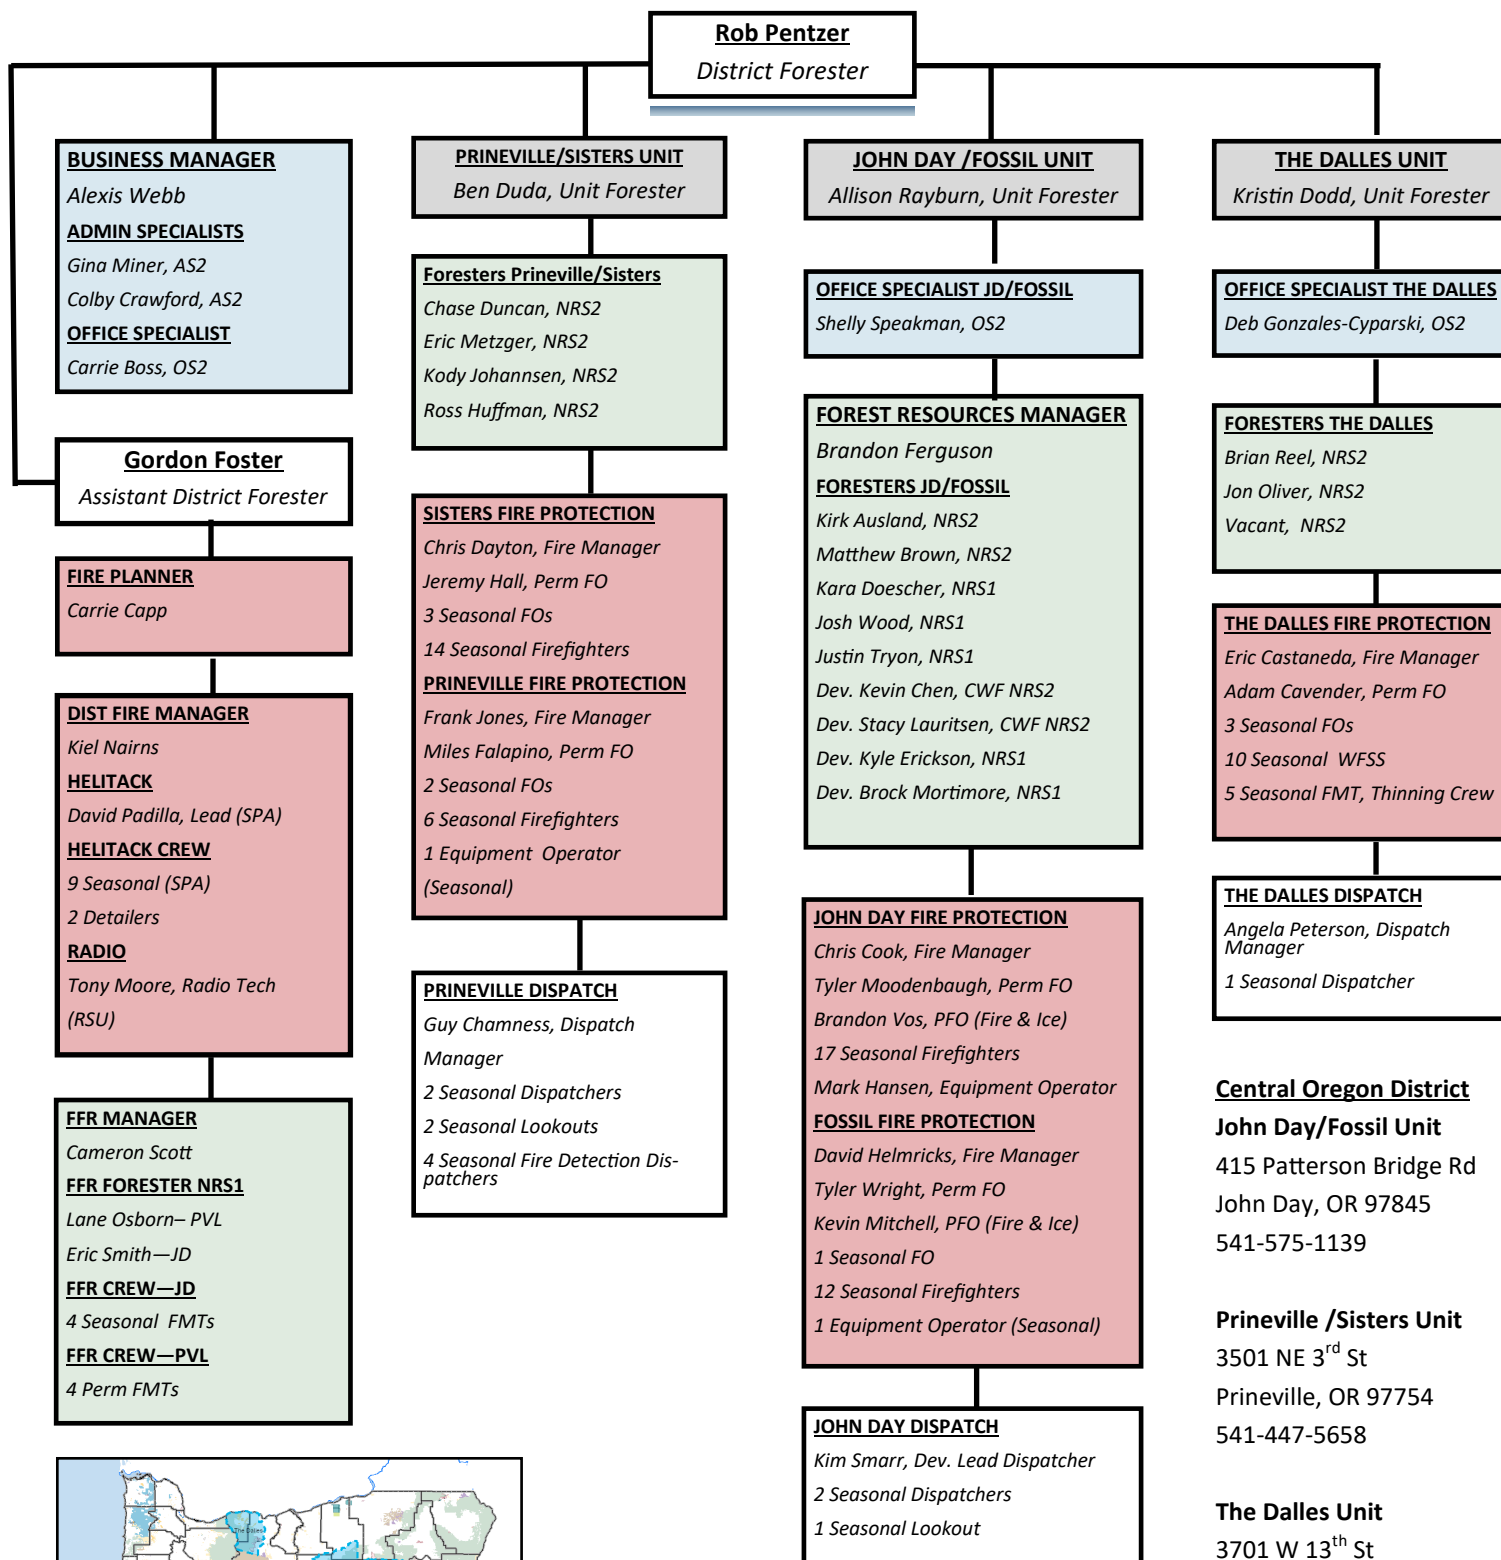 Rob Pentzer
District Forester
BUSINESS MANAGER
Alexis Webb
ADMIN SPECIALISTS
Gina Miner, AS2
Colby Crawford, AS2
OFFICE SPECIALIST
Carrie Boss, OS2
Gordon Foster
Assistant District Forester
FIRE PLANNER
Carrie Capp
DIST FIRE MANAGER
Kiel Nairns
HELITACK
David Padilla, Lead (SPA)
HELITACK CREW
9 Seasonal (SPA)
2 Detailers
RADIO
Tony Moore, Radio Tech
(RSU)
FFR MANAGER
Cameron Scott
FFR FORESTER NRS1
Lane Osborn– PVL
Eric Smith—JD
FFR CREW—JD
4 Seasonal FMTs
FFR CREW—PVL
4 Perm FMTs
The Dalles
PRINEVILLE/SISTERS UNIT
Ben Duda, Unit Forester
Foresters Prineville/Sisters
Chase Duncan, NRS2
Eric Metzger, NRS2
Kody Johannsen, NRS2
Ross Huffman, NRS2
SISTERS FIRE PROTECTION
Chris Dayton, Fire Manager
Jeremy Hall, Perm FO
3 Seasonal FOs
14 Seasonal Firefighters
PRINEVILLE FIRE PROTECTION
Frank Jones, Fire Manager
Miles Falapino, Perm FO
2 Seasonal FOs
6 Seasonal Firefighters
1 Equipment Operator
(Seasonal)
PRINEVILLE DISPATCH
Guy Chamness, Dispatch
Manager
2 Seasonal Dispatchers
2 Seasonal Lookouts
4 Seasonal Fire Detection Dis-
patchers
JOHN DAY /FOSSIL UNIT
Allison Rayburn, Unit Forester
OFFICE SPECIALIST JD/FOSSIL
Shelly Speakman, OS2
FOREST RESOURCES MANAGER
Brandon Ferguson
FORESTERS JD/FOSSIL
Kirk Ausland, NRS2
Matthew Brown, NRS2
Kara Doescher, NRS1
Josh Wood, NRS1
Justin Tryon, NRS1
Dev. Kevin Chen, CWF NRS2
Dev. Stacy Lauritsen, CWF NRS2
Dev. Kyle Erickson, NRS1
Dev. Brock Mortimore, NRS1
JOHN DAY FIRE PROTECTION
Chris Cook, Fire Manager
Tyler Moodenbaugh, Perm FO
Brandon Vos, PFO (Fire & Ice)
17 Seasonal Firefighters
Mark Hansen, Equipment Operator
FOSSIL FIRE PROTECTION
David Helmricks, Fire Manager
Tyler Wright, Perm FO
Kevin Mitchell, PFO (Fire & Ice)
1 Seasonal FO
12 Seasonal Firefighters
1 Equipment Operator (Seasonal)
JOHN DAY DISPATCH
Kim Smarr, Dev. Lead Dispatcher
2 Seasonal Dispatchers
1 Seasonal Lookout
THE DALLES UNIT
Kristin Dodd, Unit Forester
OFFICE SPECIALIST THE DALLES
Deb Gonzales-Cyparski, OS2
FORESTERS THE DALLES
Brian Reel, NRS2
Jon Oliver, NRS2
Vacant, NRS2
THE DALLES FIRE PROTECTION
Eric Castaneda, Fire Manager
Adam Cavender, Perm FO
3 Seasonal FOs
10 Seasonal WFSS
5 Seasonal FMT, Thinning Crew
THE DALLES DISPATCH
Angela Peterson, Dispatch
Manager
1 Seasonal Dispatcher
Central Oregon District
John Day/Fossil Unit
415 Patterson Bridge Rd
John Day, OR 97845
541-575-1139
Prineville /Sisters Unit
3501 NE 3rd St
Prineville, OR 97754
541-447-5658
The Dalles Unit
3701 W 13th St